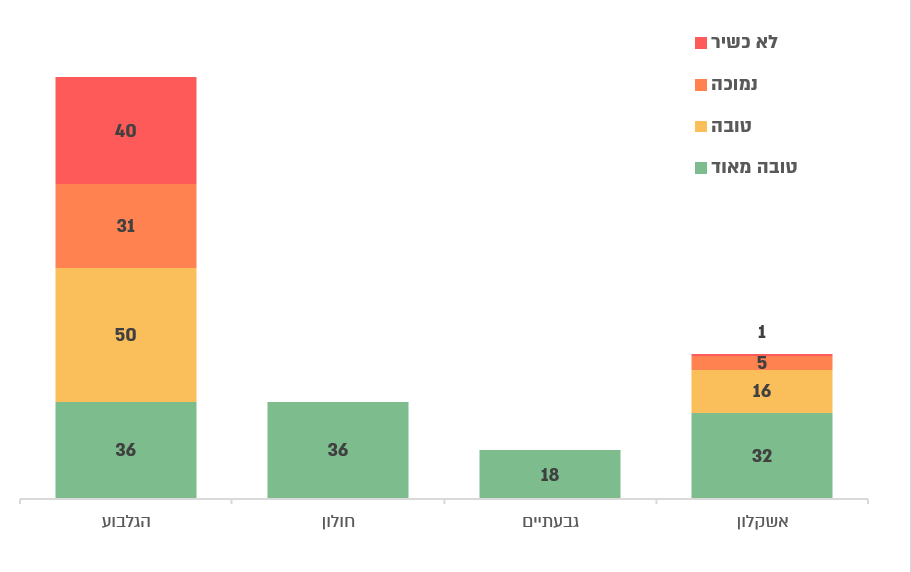 לא כשיר
נמוכה
טובה
טובה מאוד
40
31
50
36
36
18
1
5
16
32
הגלבוע
חולון
גבעתיים
אשקלון